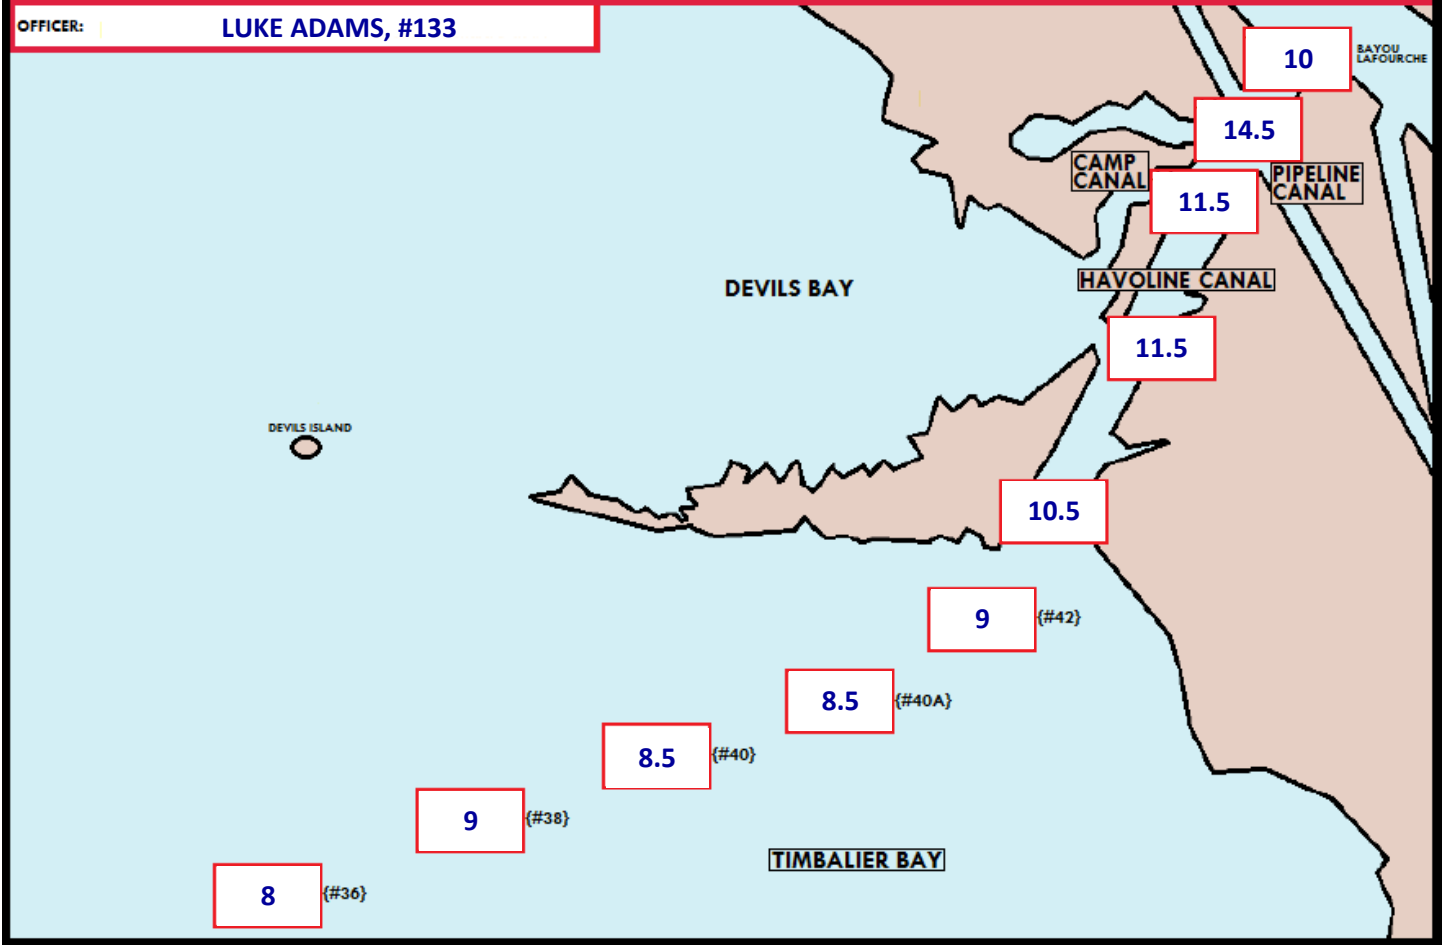 OFFICER: LUKE ADAMS, #133
10
BAYOU
LAFOURCHE
14.5
CAMP
CANAL
PIPELINE
CANAL
11.5
HAVOLINE CANAL
DEVILS BAY
11.5
DEVILS ISLAND
10.5
9 {#42}
8.5 {#40A}
8.5 {#40}
9 {#38}
TIMBALIER BAY
8 {#36}